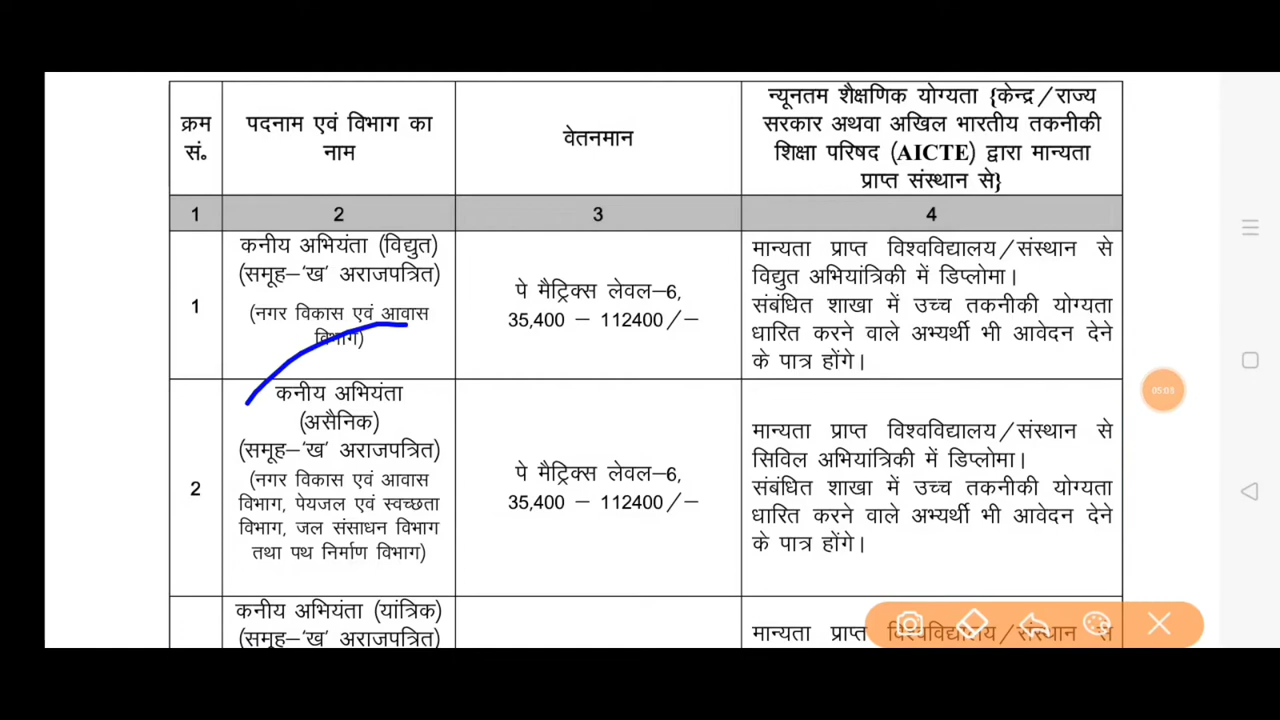 क्रम
सं॰
पदनाम एवं विभाग का
नाम
वेतनमान
न्यूनतम शैक्षणिक योग्यता {केन्द्र/राज्य
सरकार अथवा अखिल भारतीय तकनीकी
शिक्षा परिषद (AICTE) द्वारा मान्यता
प्राप्त संस्थान से}
1
2
3
4
1
कनीय अभियंता (विद्युत)
(समूह–‘ख’ अराजपत्रित)
(नगर विकास एवं आवास
विभाग)
पे मैट्रिक्स लेवल–6,
35,400 – 112400/–
मान्यता प्राप्त विश्वविद्यालय/संस्थान से
विद्युत अभियांत्रिकी में डिप्लोमा।
संबंधित शाखा में उच्च तकनीकी योग्यता
धारित करने वाले अभ्यर्थी भी आवेदन देने
के पात्र होंगे।
2
कनीय अभियंता
(असैनिक)
(समूह–‘ख’ अराजपत्रित)
(नगर विकास एवं आवास
विभाग, पेयजल एवं स्वच्छता
विभाग, जल संसाधन विभाग
तथा पथ निर्माण विभाग)
पे मैट्रिक्स लेवल–6,
35,400 – 112400/–
मान्यता प्राप्त विश्वविद्यालय/संस्थान से
सिविल अभियांत्रिकी में डिप्लोमा।
संबंधित शाखा में उच्च तकनीकी योग्यता
धारित करने वाले अभ्यर्थी भी आवेदन देने
के पात्र होंगे।
कनीय अभियंता (यांत्रिक)
(समूह–‘ख’ अराजपत्रित)
मान्यता प्राप्त विश्वविद्यालय/संस्थान से
05:03